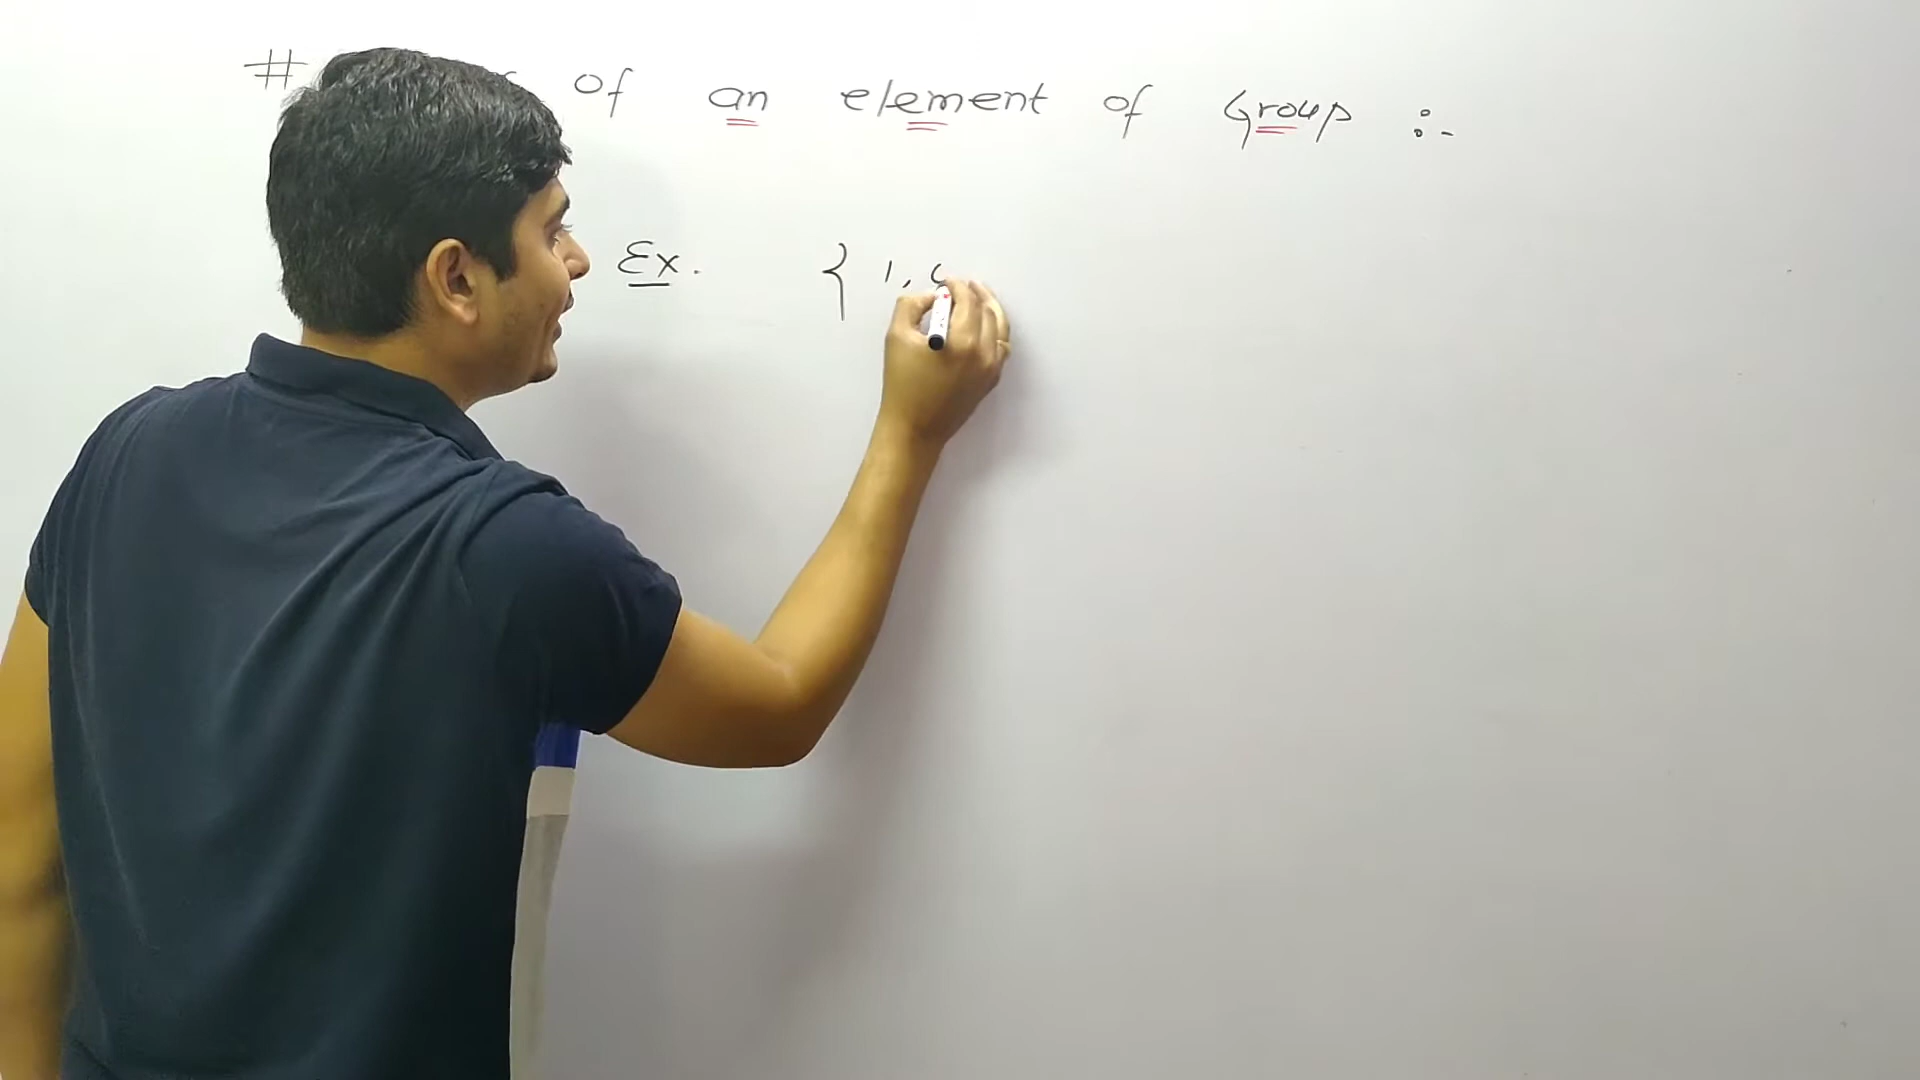 # of an element of Group :-
Ex. { 1,